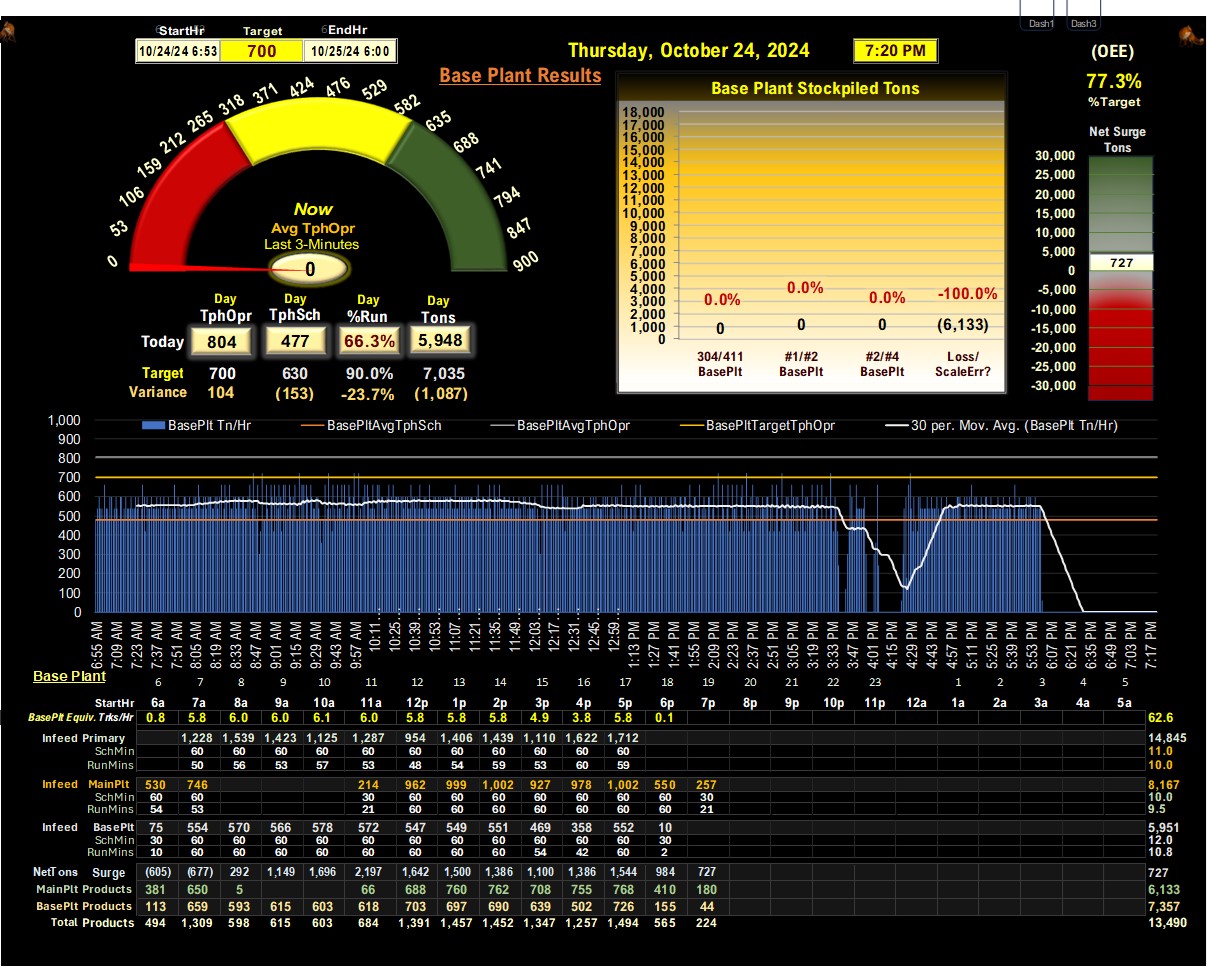 Dash1 Dash3
StartHr Target EndHr
10/24/24 6:53 700 10/25/24 6:00
Thursday, October 24, 2024 7:20 PM
(OEE)
77.3%
%Target
Base Plant Results
Base Plant Stockpiled Tons
0 53 106 159 212 265 318 371 424 476 529 582 635 688 741 794 847 900
Now
Avg TphOpr
Last 3-Minutes
0
Day Day Day Day
TphOpr TphSch %Run Tons
Today 804 477 66.3% 5,948
Target 700 630 90.0% 7,035
Variance 104 (153) -23.7% (1,087)
18,000
17,000
16,000
15,000
14,000
13,000
12,000
11,000
10,000
9,000
8,000
7,000
6,000
5,000
4,000
3,000
2,000
1,000
0
0.0% 0.0% 0.0% -100.0%
0 0 0 (6,133)
304/411 #1/#2 #2/#4 Loss/
BasePlt BasePlt BasePlt ScaleErr?
Net Surge
Tons
30,000
25,000
20,000
15,000
10,000
5,000
0
-5,000
-10,000
-15,000
-20,000
-25,000
-30,000
727
BasePlt Tn/Hr BasePltAvgTphSch BasePltAvgTphOpr BasePltTargetTphOpr 30 per. Mov. Avg. (BasePlt Tn/Hr)
1,000
900
800
700
600
500
400
300
200
100
0
6:55 AM 7:09 AM 7:23 AM 7:37 AM 7:51 AM 8:05 AM 8:19 AM 8:33 AM 8:47 AM 9:01 AM 9:15 AM 9:29 AM 9:43 AM 9:57 AM 10:11... 10:25... 10:39... 10:53... 11:07... 11:21... 11:35... 11:49... 12:03... 12:17... 12:31... 12:45... 12:59... 1:13 PM 1:27 PM 1:41 PM 1:55 PM 2:09 PM 2:23 PM 2:37 PM 2:51 PM 3:05 PM 3:19 PM 3:33 PM 3:47 PM 4:01 PM 4:15 PM 4:29 PM 4:43 PM 4:57 PM 5:11 PM 5:25 PM 5:39 PM 5:53 PM 6:07 PM 6:21 PM 6:35 PM 6:49 PM 7:03 PM 7:17 PM
Base Plant
6 7 8 9 10 11 12 13 14 15 16 17 18 19 20 21 22 23 1 2 3 4 5
StartHr 6a 7a 8a 9a 10a 11a 12p 1p 2p 3p 4p 5p 6p 7p 8p 9p 10p 11p 12a 1a 2a 3a 4a 5a
BasePlt Equiv. Trks/Hr 0.8 5.8 6.0 6.0 6.1 6.0 5.8 5.8 5.8 4.9 3.8 5.8 0.1 62.6
Infeed Primary 1,228 1,539 1,423 1,125 1,287 954 1,406 1,439 1,110 1,622 1,712 14,845
SchMin 60 60 60 60 60 60 60 60 60 60 60 11.0
RunMins 50 56 53 57 53 48 54 59 53 60 59 10.0
Infeed MainPlt 530 746 214 962 999 1,002 927 978 1,002 550 257 8,167
SchMin 60 60 30 60 60 60 60 60 60 60 30 10.0
RunMins 54 53 21 60 60 60 60 60 60 60 21 9.5
Infeed BasePlt 75 554 570 566 578 572 547 549 551 469 358 552 10 5,951
SchMin 30 60 60 60 60 60 60 60 60 60 60 60 30 12.0
RunMins 10 60 60 60 60 60 60 60 60 54 42 60 2 10.8
NetTons Surge (605) (677) 292 1,149 1,696 2,197 1,642 1,500 1,386 1,100 1,386 1,544 984 727 727
MainPlt Products 381 650 5 66 688 760 762 708 755 768 410 180 6,133
BasePlt Products 113 659 593 615 603 618 703 697 690 639 502 726 155 44 7,357
Total Products 494 1,309 598 615 603 684 1,391 1,457 1,452 1,347 1,257 1,494 565 224 13,490